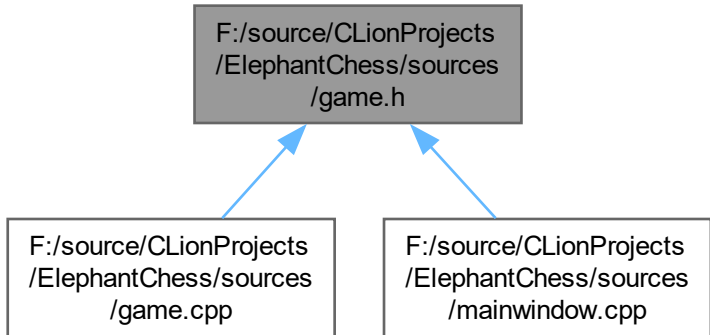 F:/source/CLionProjects
/ElephantChess/sources
/game.h
F:/source/CLionProjects
/ElephantChess/sources
/game.cpp
F:/source/CLionProjects
/ElephantChess/sources
/mainwindow.cpp